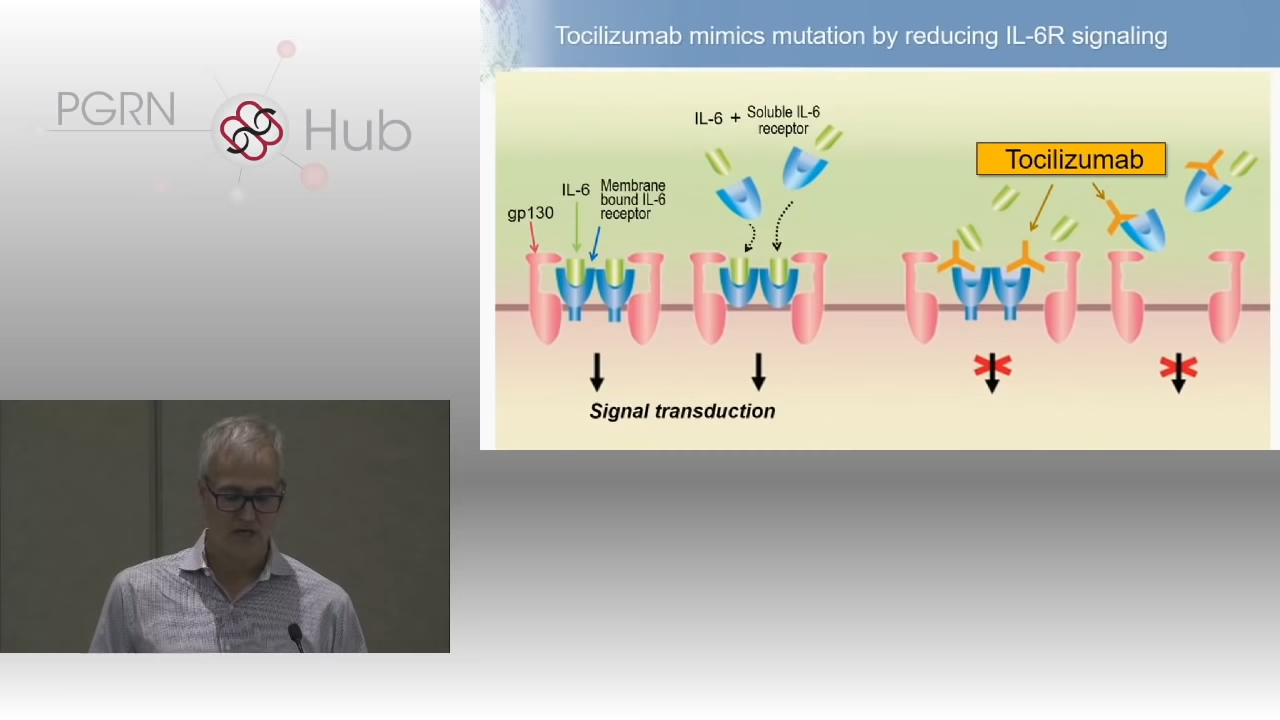 PGRN
Hub
Tocilizumab mimics mutation by reducing IL-6R signaling
IL-6 + Soluble IL-6
receptor
Tocilizumab
IL-6
Membrane
bound IL-6
receptor
gp130
Signal transduction